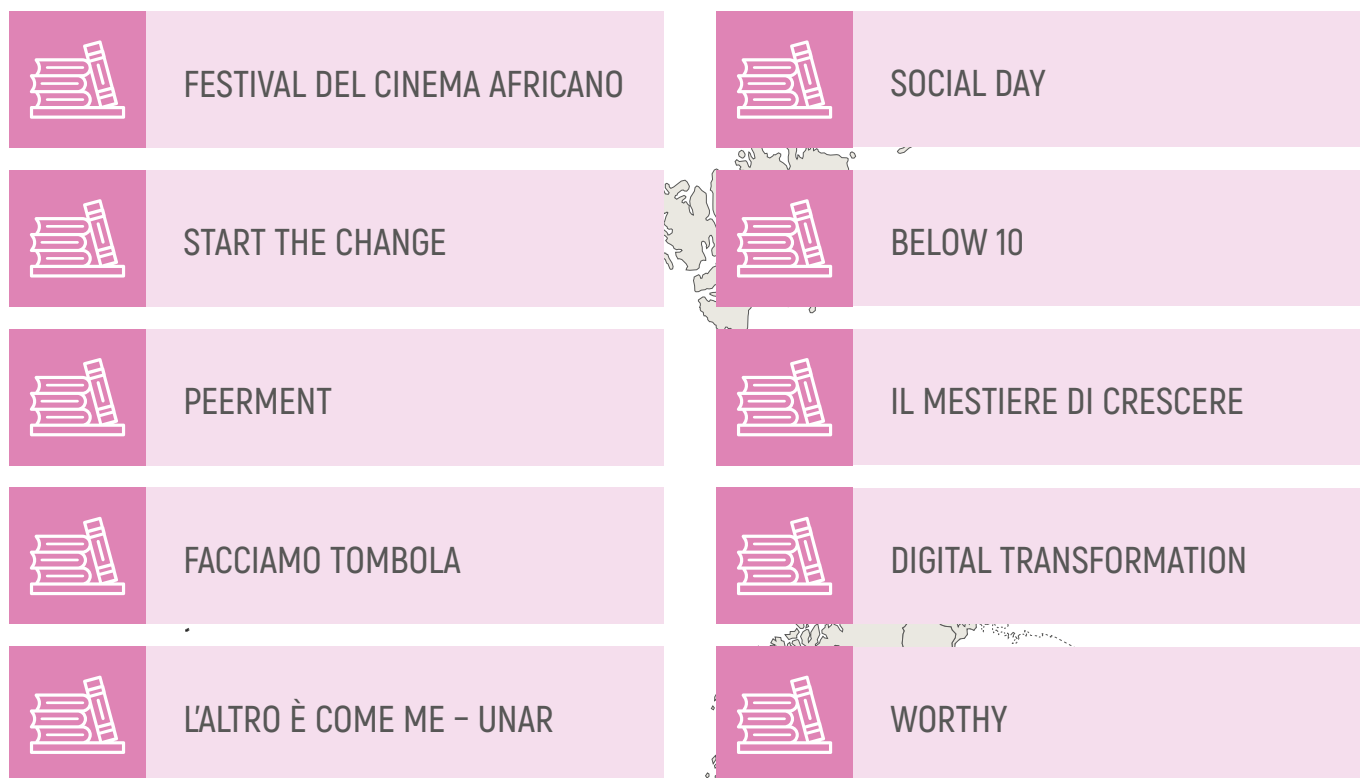 FESTIVAL DEL CINEMA AFRICANO
SOCIAL DAY
START THE CHANGE
BELOW 10
PEERMENT
IL MESTIERE DI CRESCERE
FACCIAMO TOMBOLA
DIGITAL TRANSFORMATION
L'ALTRO È COME ME – UNAR
WORTHY